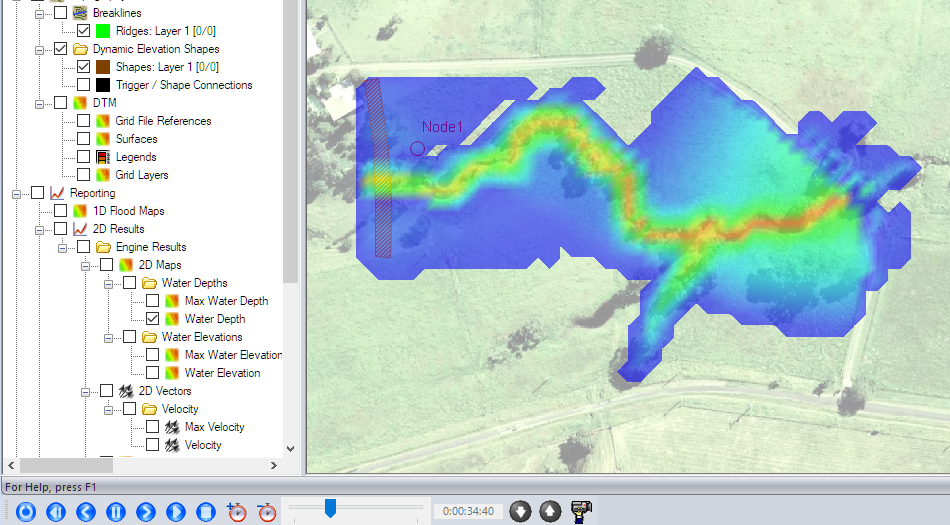 Breaklines
Ridges: Layer 1 [0/0]
Dynamic Elevation Shapes
Shapes: Layer 1 [0/0]
Trigger / Shape Connections
DTM
Grid File References
Surfaces
Legends
Grid Layers
Reporting
1D Flood Maps
2D Results
Engine Results
2D Maps
Water Depths
Max Water Depth
Water Depth
Water Elevations
Max Water Elevation
Water Elevation
2D Vectors
Velocity
Max Velocity
Velocity
Node1
For Help, press F1
0:00:34:40